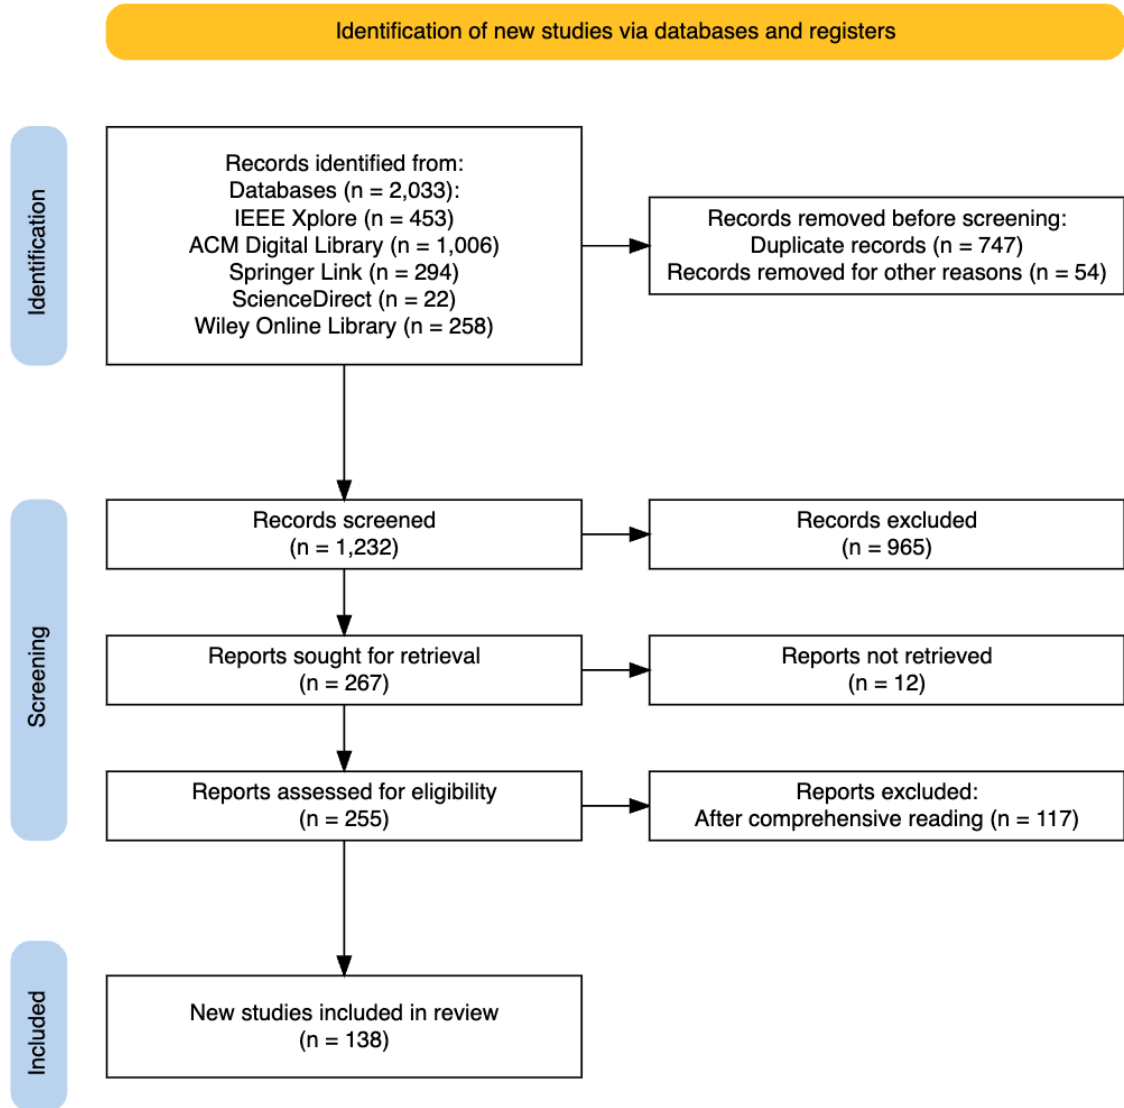 Identification of new studies via databases and registers
Identification
Records identified from:
Databases (n = 2,033):
IEEE Xplore (n = 453)
ACM Digital Library (n = 1,006)
Springer Link (n = 294)
ScienceDirect (n = 22)
Wiley Online Library (n = 258)
Records removed before screening:
Duplicate records (n = 747)
Records removed for other reasons (n = 54)
Screening
Records screened
(n = 1,232)
Records excluded
(n = 965)
Reports sought for retrieval
(n = 267)
Reports not retrieved
(n = 12)
Reports assessed for eligibility
(n = 255)
Reports excluded:
After comprehensive reading (n = 117)
Included
New studies included in review
(n = 138)